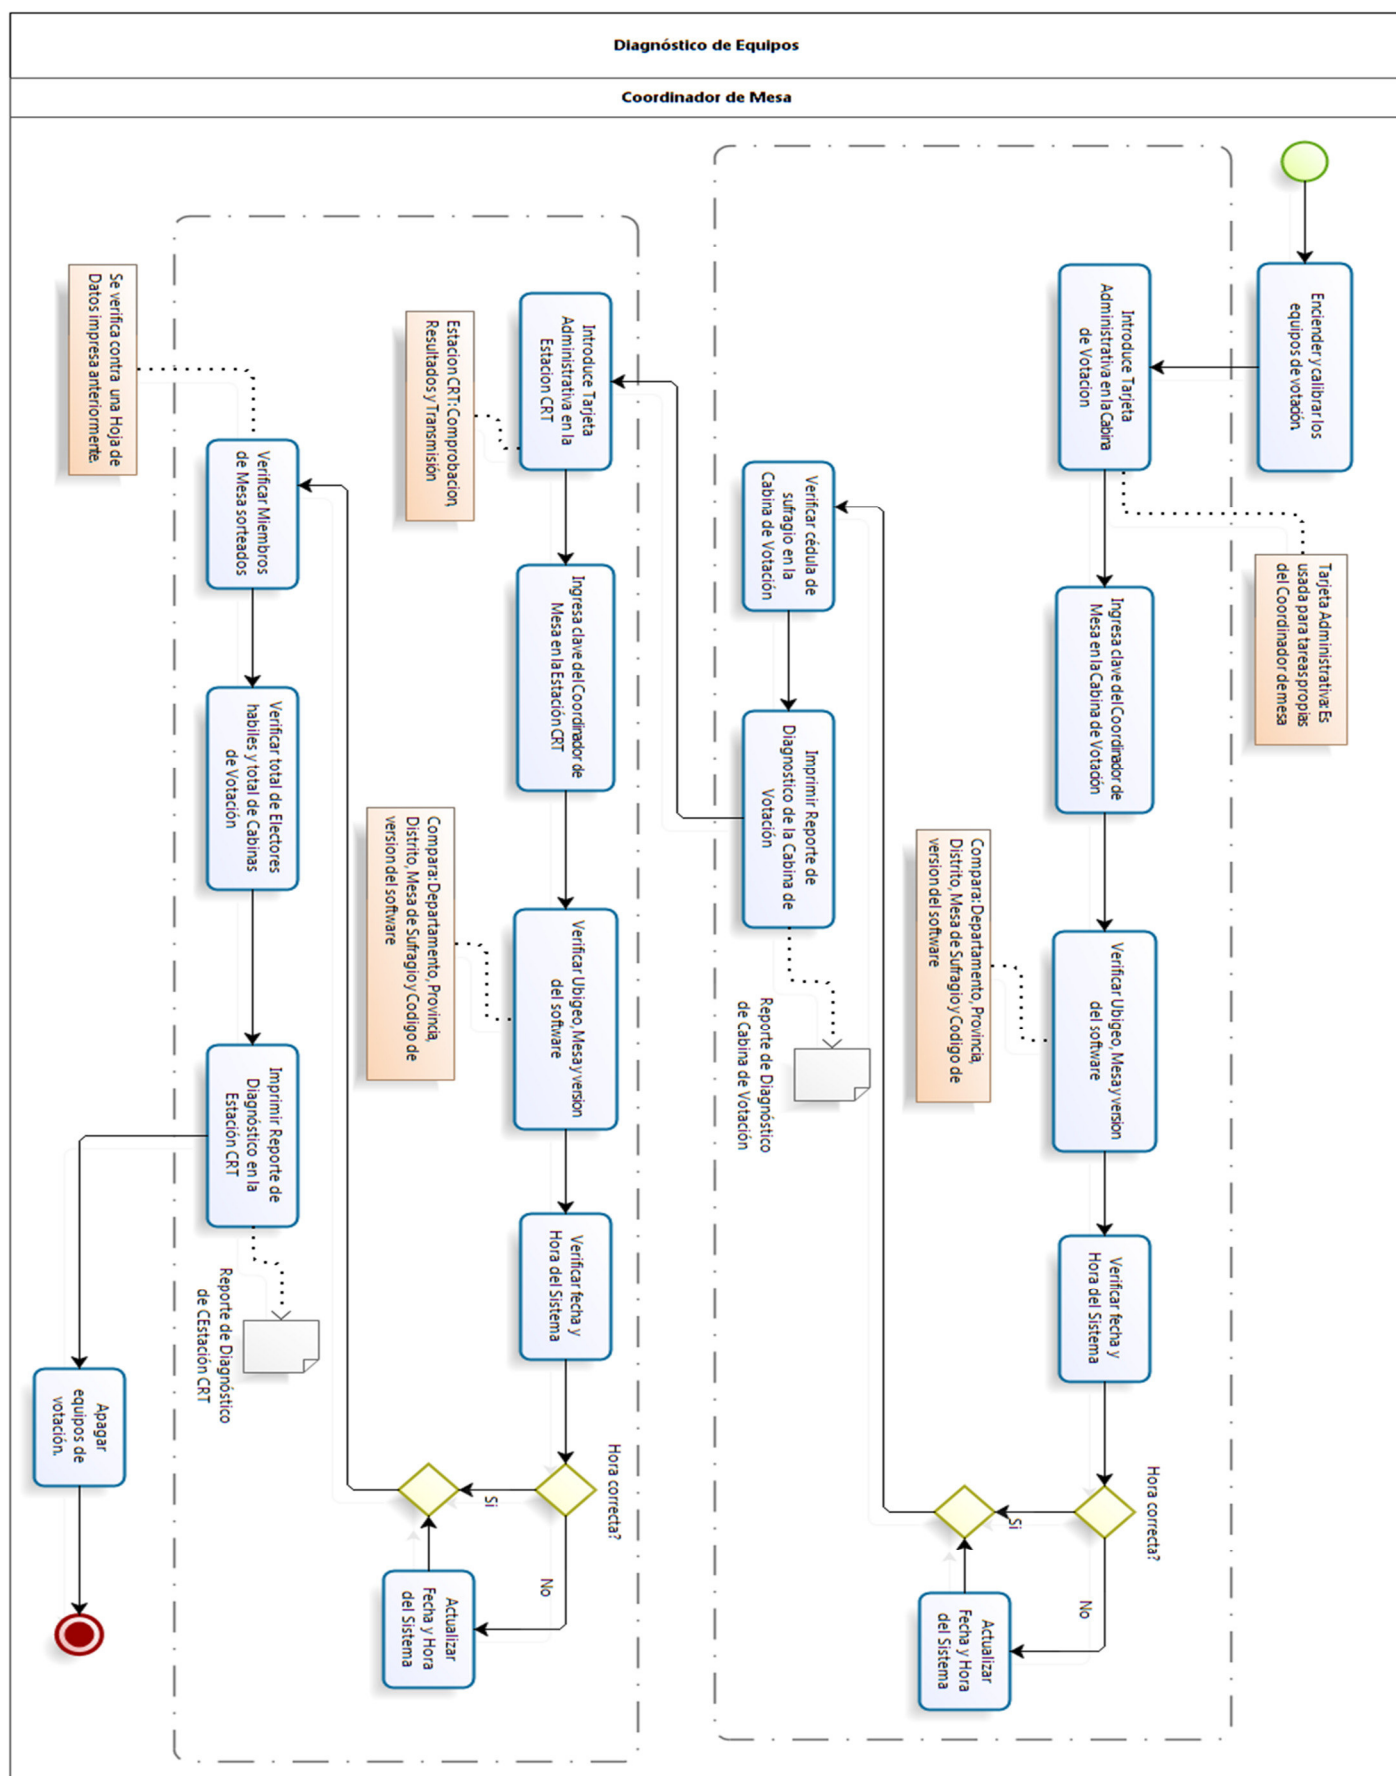 Diagnóstico de Equipos
Coordinador de Mesa
Enciender y calibrar los
equipos de votación.
Introduce Tarjeta
Administrativa en la Cabina
de Votacion
Tarjeta Administrativa: Es
usada para tareas propias
del Coordinador de mesa
Ingresa clave del Coordinador de
Mesa en la Cabina de Votación
Verificar Ubigeo, Mesa y version
del software
Compara: Departamento, Provincia,
Distrito, Mesa de Sufragio y Codigo de
version del software
Verificar fecha y
Hora del Sistema
Hora correcta?
Si
No
Actualizar
Fecha y Hora
del Sistema
Verificar cédula de
sufragio en la
Cabina de Votación
Imprimir Reporte de
Diagnostico de la Cabina de
Votación
Reporte de Diagnóstico
de Cabina de Votación
Introduce Tarjeta
Administrativa en la
Estacion CRT
Estacion CRT: Comprobacion,
Resultados y Transmisión
Ingresa clave del Coordinador de
Mesa en la Estación CRT
Verificar Ubigeo, Mesa y version
del software
Compara: Departamento, Provincia,
Distrito, Mesa de Sufragio y Codigo de
version del software
Verificar fecha y
Hora del Sistema
Hora correcta?
Si
No
Actualizar
Fecha y Hora
del Sistema
Verificar Miembros
de Mesa sorteados
Se verifica contra una Hoja de
Datos impresa anteriormente.
Verificar total de Electores
habiles y total de Cabinas
de Votación
Imprimir Reporte de
Diagnóstico en la
Estación CRT
Reporte de Diagnóstico
de CEstación CRT
Apagar
equipos de
votación.